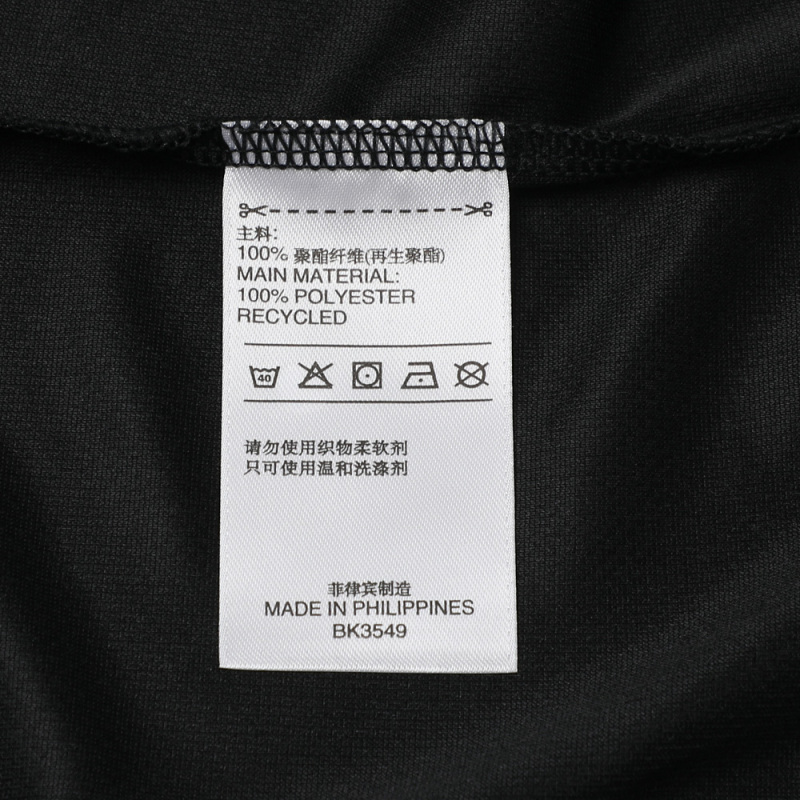 主料:
100% 聚酯纤维(再生聚酯)
MAIN MATERIAL:
100% POLYESTER
RECYCLED
40
请勿使用织物柔软剂
只可使用温和洗涤剂
菲律宾制造
MADE IN PHILIPPINES
BK3549